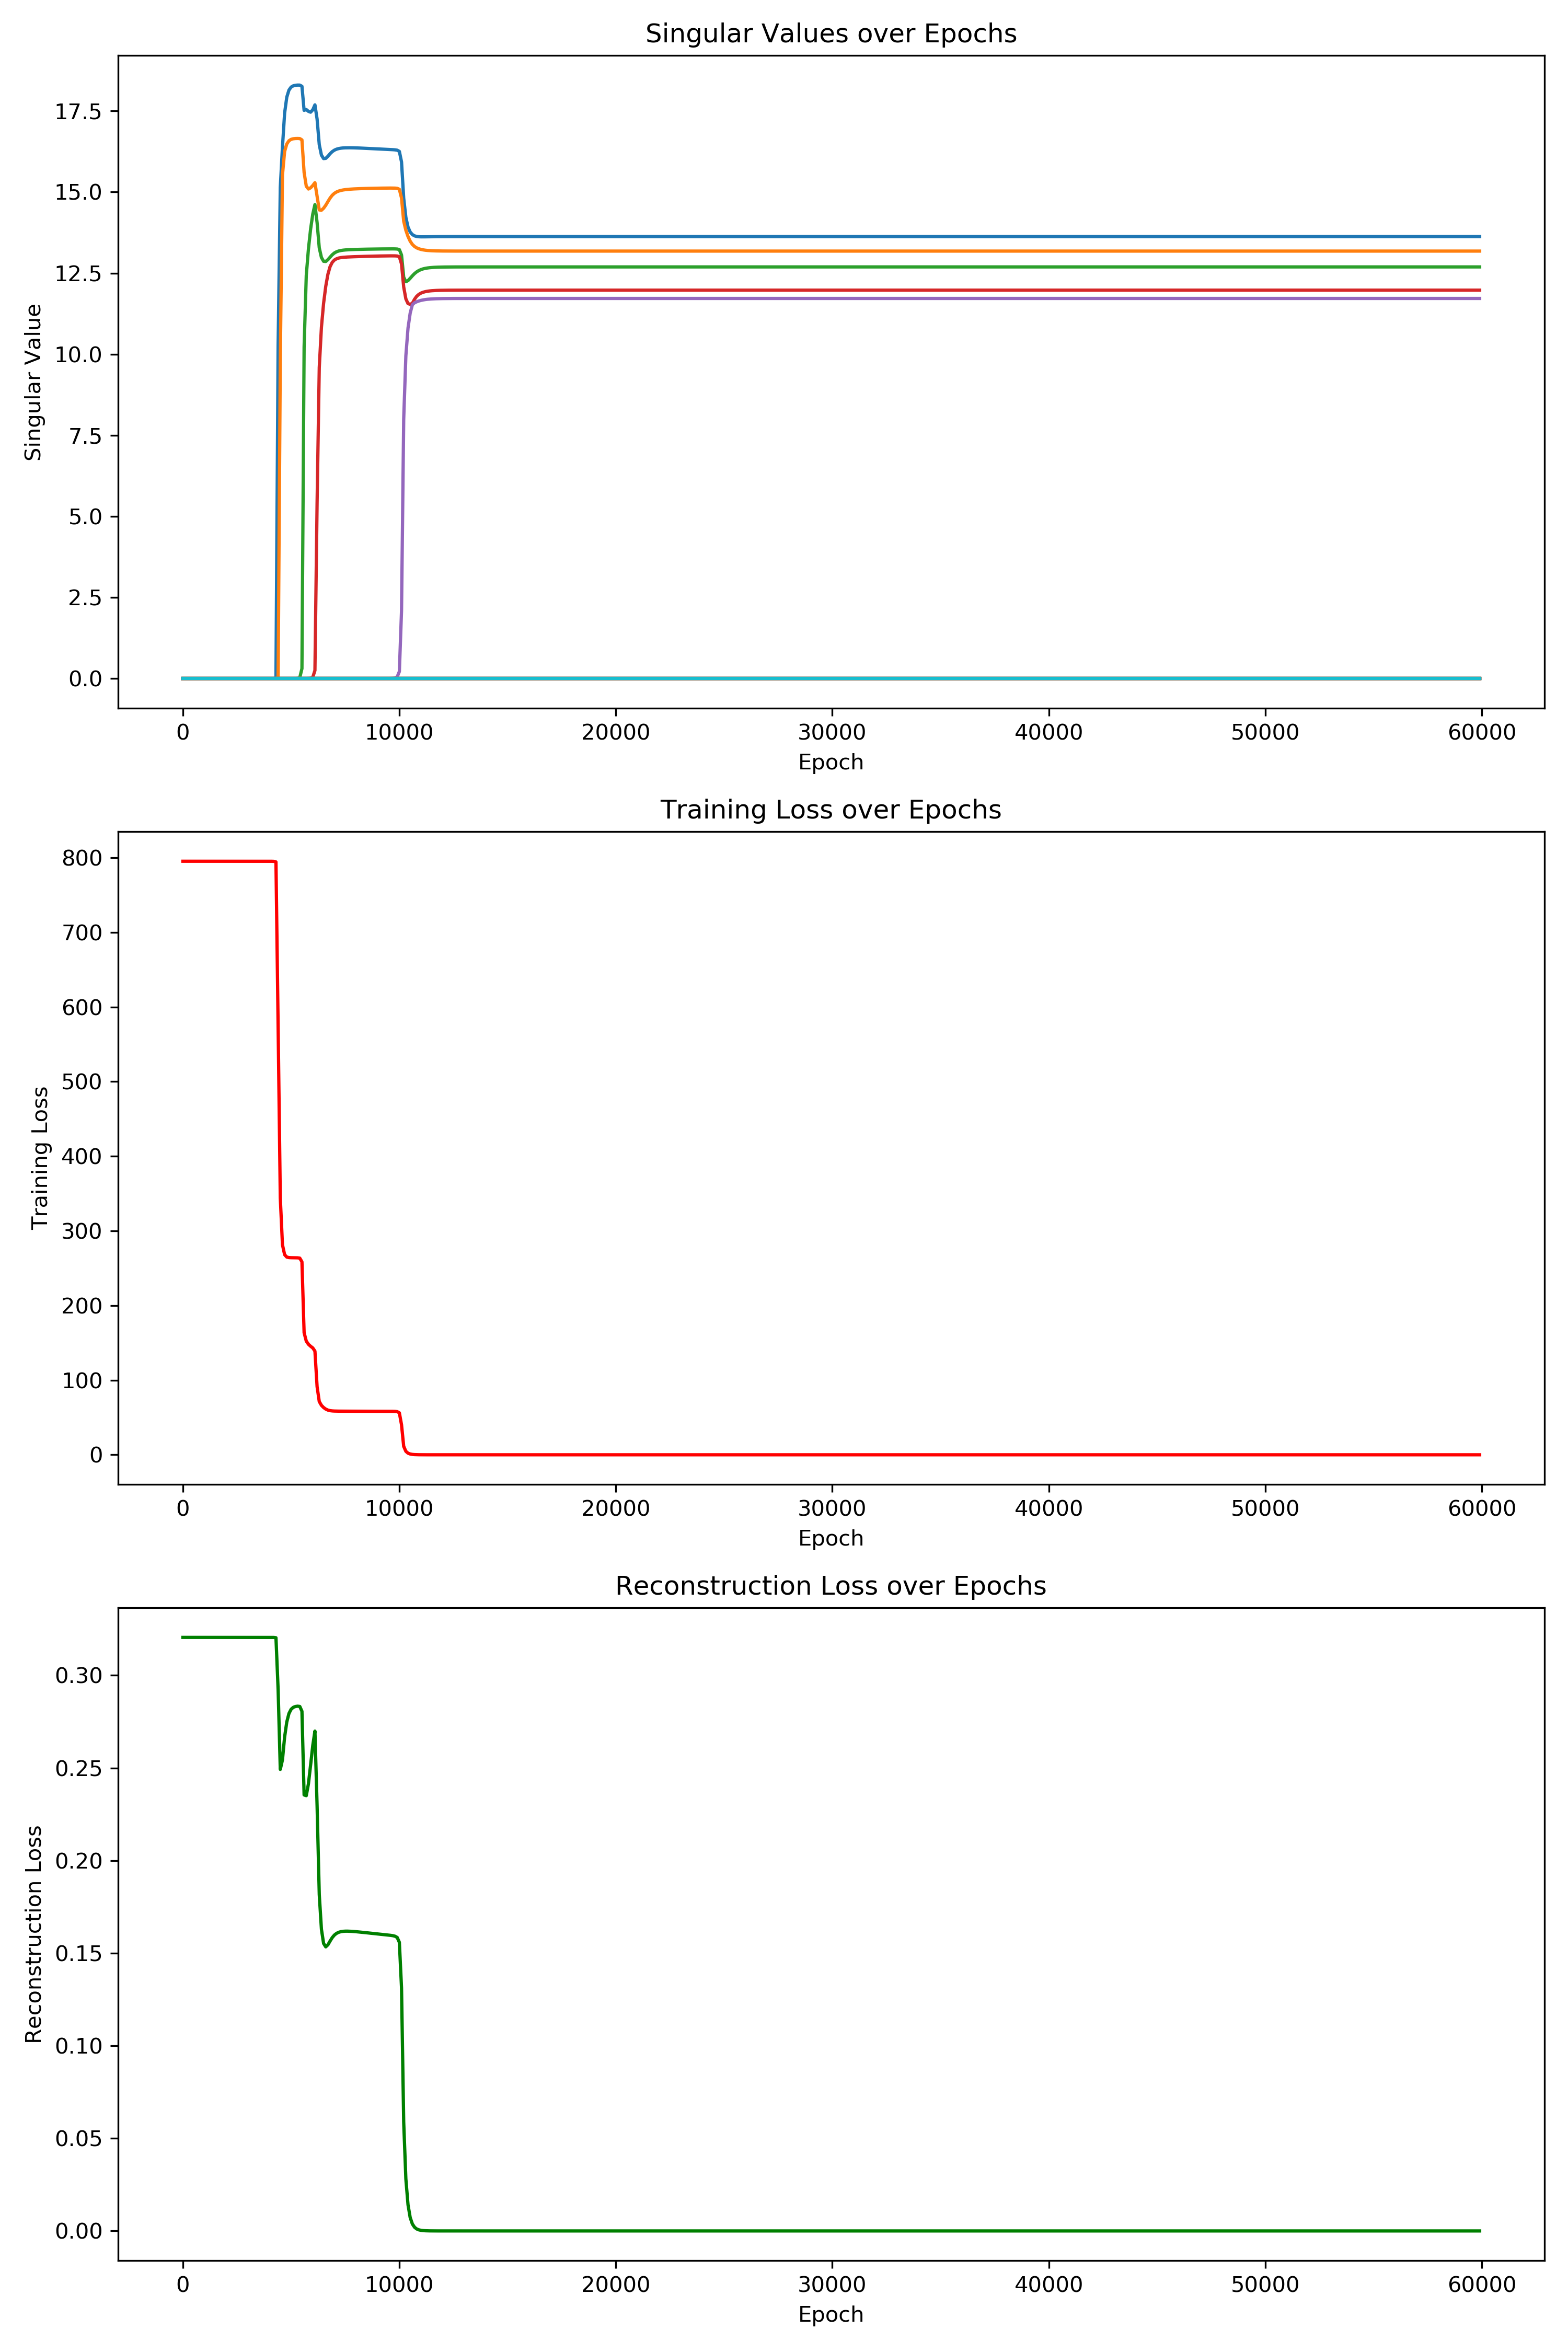 Singular Values over Epochs
Singular Value
17.5
15.0
12.5
10.0
7.5
5.0
2.5
0.0
0 10000 20000 30000 40000 50000 60000
Epoch
Training Loss over Epochs
Training Loss
800
700
600
500
400
300
200
100
0
0 10000 20000 30000 40000 50000 60000
Epoch
Reconstruction Loss over Epochs
Reconstruction Loss
0.30
0.25
0.20
0.15
0.10
0.05
0.00
0 10000 20000 30000 40000 50000 60000
Epoch